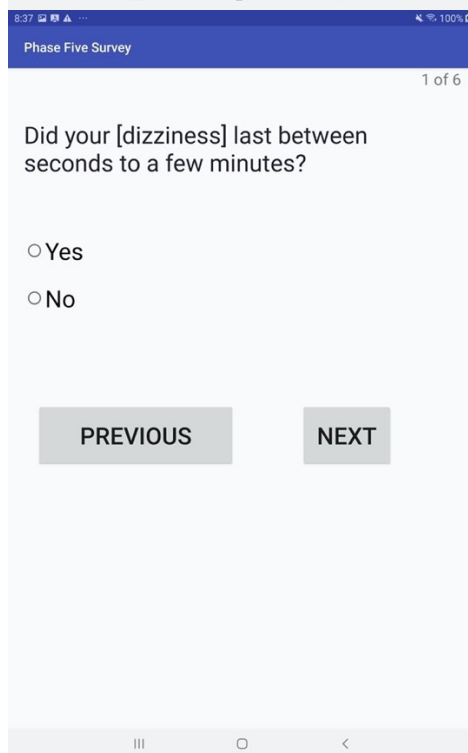 8:37
100%
Phase Five Survey
1 of 6
Did your [dizziness] last between
seconds to a few minutes?
Yes
No
PREVIOUS
NEXT